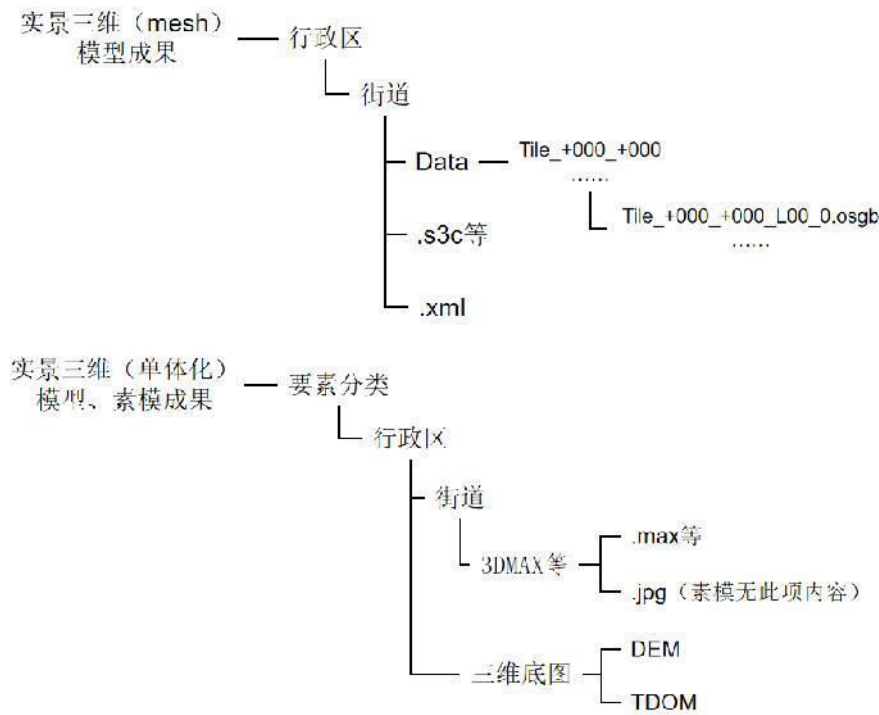 实景三维（mesh）
模型成果
行政区
街道
Data
Tile_+000_+000
......
Tile_+000_+000_L00_0.osgb
......
.s3c等
.xml
实景三维（单体化）
模型、素模成果
要素分类
行政区
街道
3DMAX等
.max等
.jpg（素模无此项内容）
三维底图
DEM
TDOM